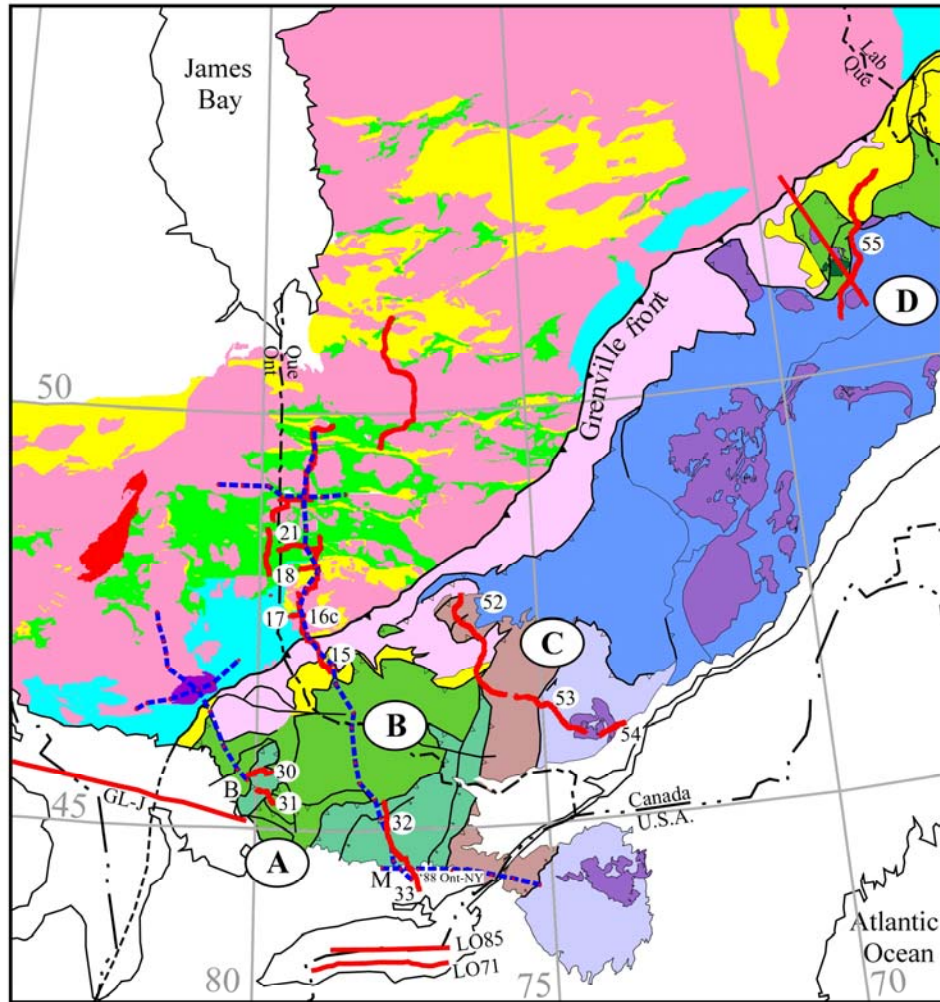 James
Bay
Lab
Que
55
D
Grenville front
Ont
Que
50
21
18
17
16c
15
52
C
53
54
B
B
30
31
GL-J
45
32
Canada
U.S.A.
A
M
'88 Ont-NY
33
Atlantic
Ocean
LO85
LO71
80
75
70